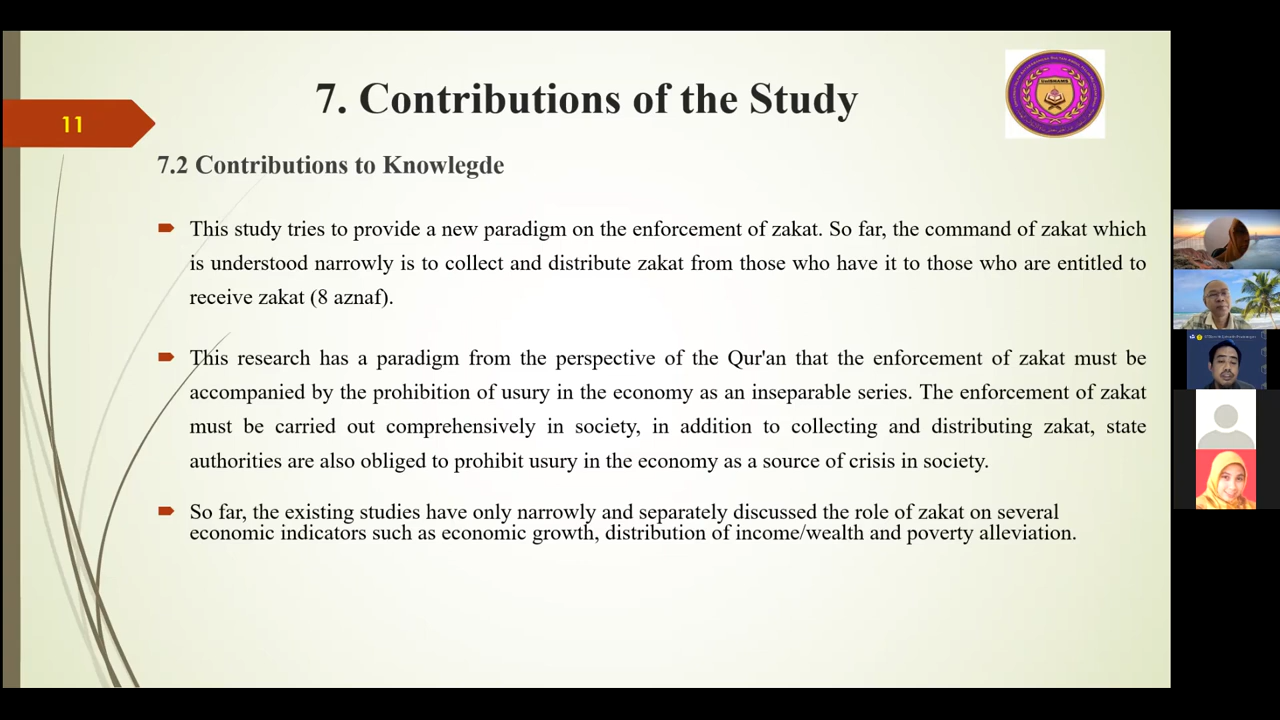 7. Contributions of the Study
11
7.2 Contributions to Knowlegde
This study tries to provide a new paradigm on the enforcement of zakat. So far, the command of zakat which
is understood narrowly is to collect and distribute zakat from those who have it to those who are entitled to
receive zakat (8 aznaf).
This research has a paradigm from the perspective of the Qur'an that the enforcement of zakat must be
accompanied by the prohibition of usury in the economy as an inseparable series. The enforcement of zakat
must be carried out comprehensively in society, in addition to collecting and distributing zakat, state
authorities are also obliged to prohibit usury in the economy as a source of crisis in society.
So far, the existing studies have only narrowly and separately discussed the role of zakat on several
economic indicators such as economic growth, distribution of income/wealth and poverty alleviation.